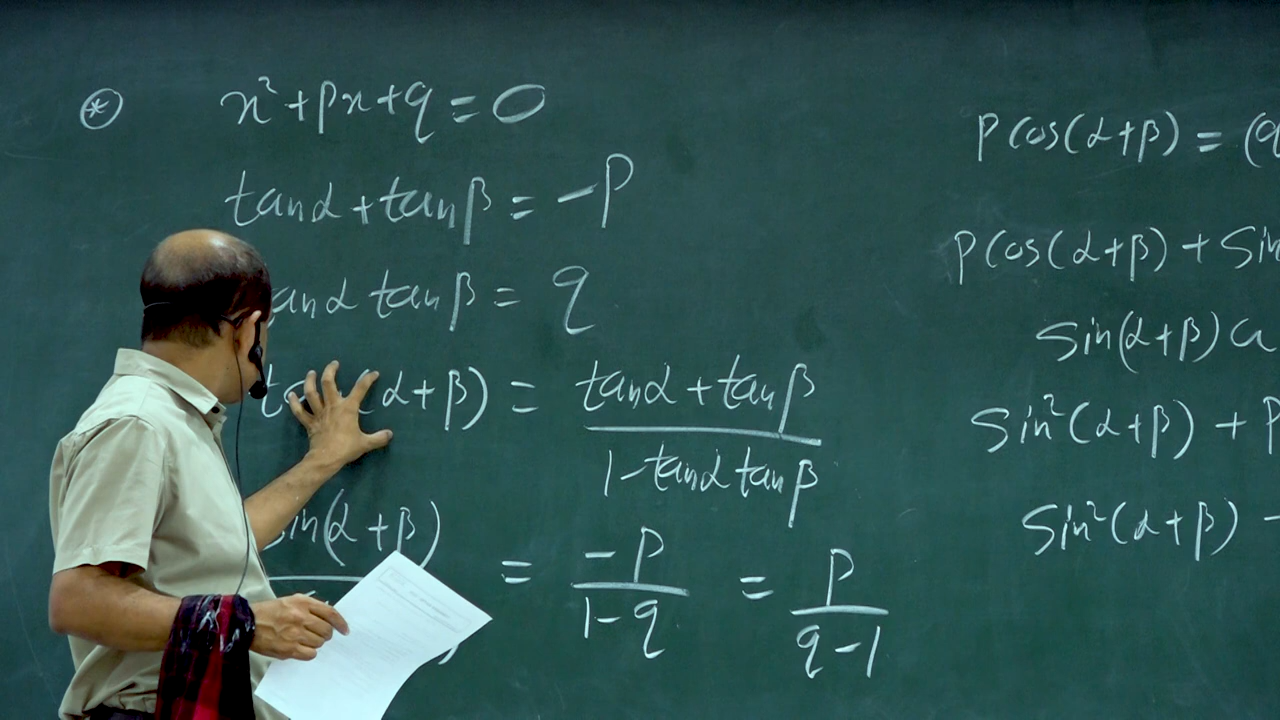 * x² + px + q = 0
tanα + tanβ = -p
tanα tanβ = q
(α + β) = tanα + tanβ / 1 - tanα tanβ
sin(α + β) = -p / 1 - q = p / q - 1
p cos(α+β) = (q
p cos(α+β) + sin
sin(α+β) c
sin²(α+β) + p
sin²(α+β) -